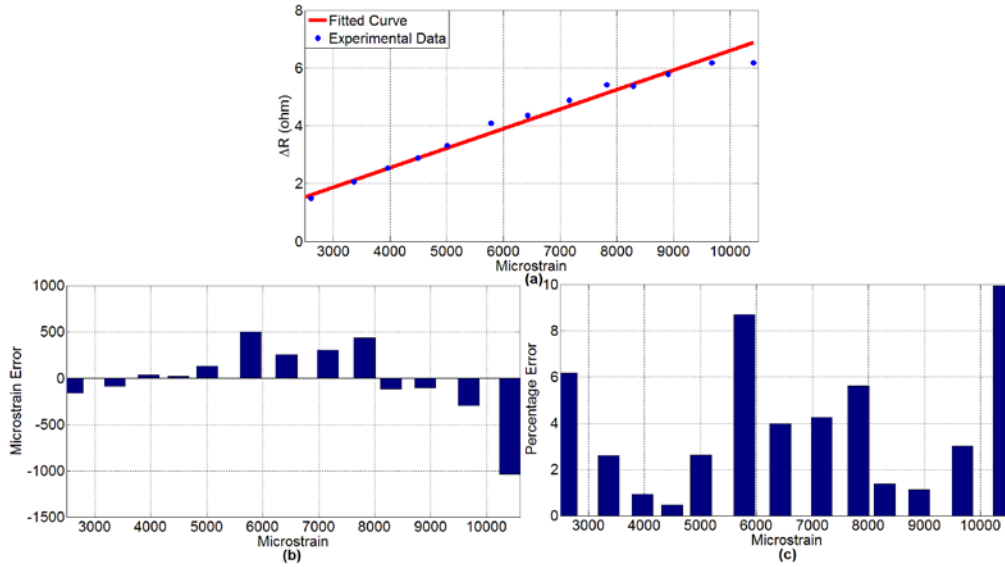 8
6
4
2
0
ΔR (ohm)
Fitted Curve
Experimental Data
3000 4000 5000 6000 7000 8000 9000 10000
Microstrain
(a)
1000
500
0
-500
-1000
-1500
Microstrain Error
3000 4000 5000 6000 7000 8000 9000 10000
Microstrain
(b)
10
8
6
4
2
0
Percentage Error
3000 4000 5000 6000 7000 8000 9000 10000
Microstrain
(c)